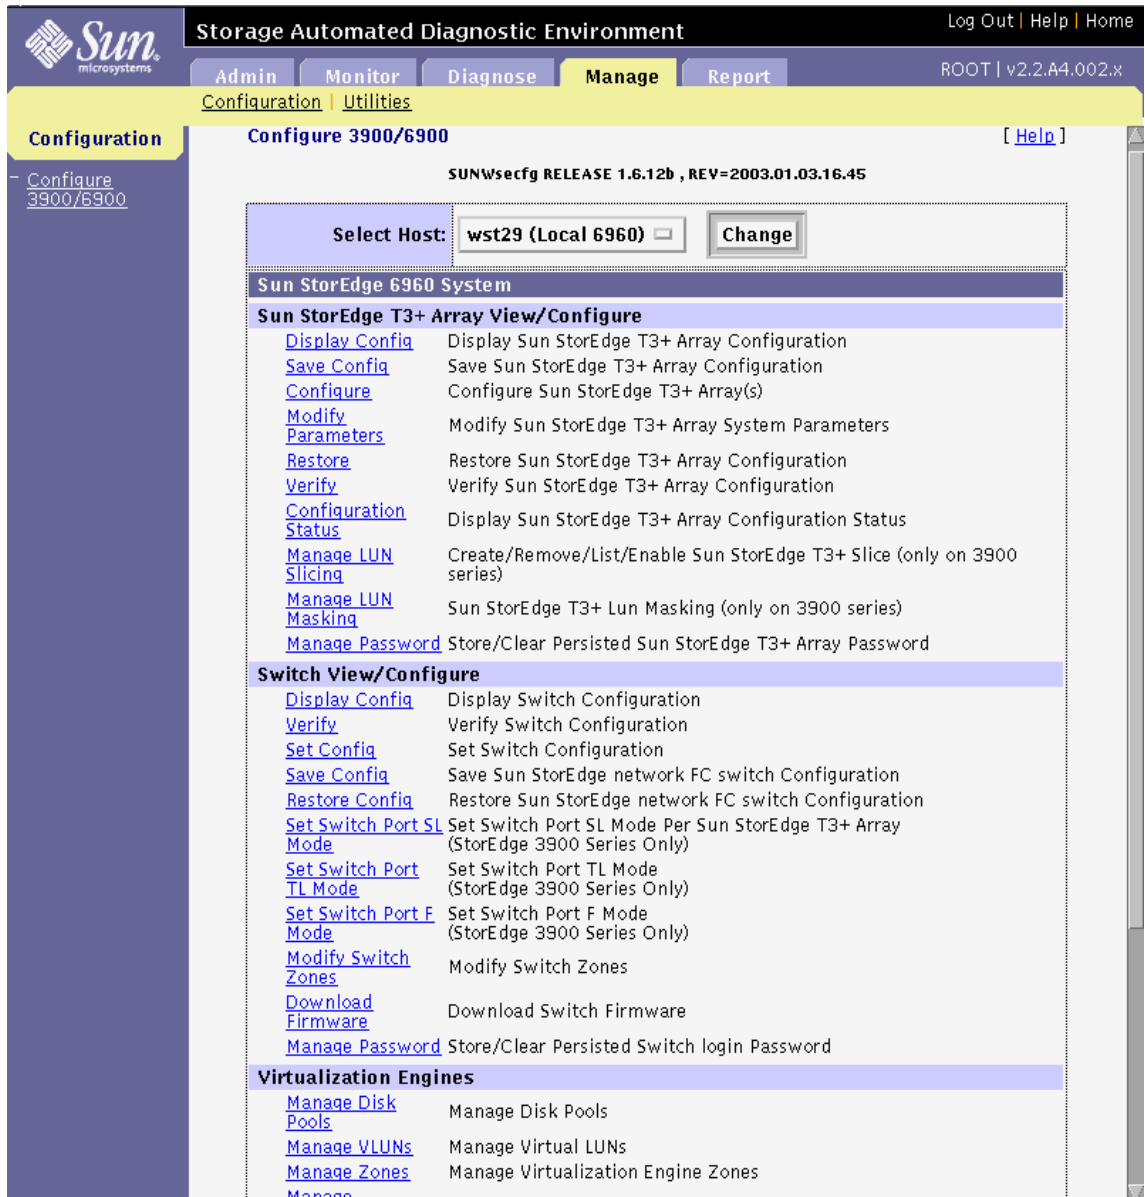 Sun
microsystems
Storage Automated Diagnostic Environment
Log Out | Help | Home
Admin
Monitor
Diagnose
Manage
Report
ROOT | v2.2.A4.002.x
Configuration | Utilities
Configuration
– Configure
3900/6900
Configure 3900/6900
[ Help ]
SUNWsecfg RELEASE 1.6.12b , REV=2003.01.03.16.45
Select Host: wst29 (Local 6960) Change
Sun StorEdge 6960 System
Sun StorEdge T3+ Array View/Configure
Display Config Display Sun StorEdge T3+ Array Configuration
Save Config Save Sun StorEdge T3+ Array Configuration
Configure Configure Sun StorEdge T3+ Array(s)
Modify
Parameters
Modify Sun StorEdge T3+ Array System Parameters
Restore Restore Sun StorEdge T3+ Array Configuration
Verify Verify Sun StorEdge T3+ Array Configuration
Configuration
Status
Display Sun StorEdge T3+ Array Configuration Status
Manage LUN
Slicing
Create/Remove/List/Enable Sun StorEdge T3+ Slice (only on 3900
series)
Manage LUN
Masking
Sun StorEdge T3+ Lun Masking (only on 3900 series)
Manage Password Store/Clear Persisted Sun StorEdge T3+ Array Password
Switch View/Configure
Display Config Display Switch Configuration
Verify Verify Switch Configuration
Set Config Set Switch Configuration
Save Config Save Sun StorEdge network FC switch Configuration
Restore Config Restore Sun StorEdge network FC switch Configuration
Set Switch Port SL
Mode
Set Switch Port SL Mode Per Sun StorEdge T3+ Array
(StorEdge 3900 Series Only)
Set Switch Port
TL Mode
Set Switch Port TL Mode
(StorEdge 3900 Series Only)
Set Switch Port F
Mode
Set Switch Port F Mode
(StorEdge 3900 Series Only)
Modify Switch
Zones
Modify Switch Zones
Download
Firmware
Download Switch Firmware
Manage Password Store/Clear Persisted Switch login Password
Virtualization Engines
Manage Disk
Pools
Manage Disk Pools
Manage VLUNs Manage Virtual LUNs
Manage Zones Manage Virtualization Engine Zones
Manage